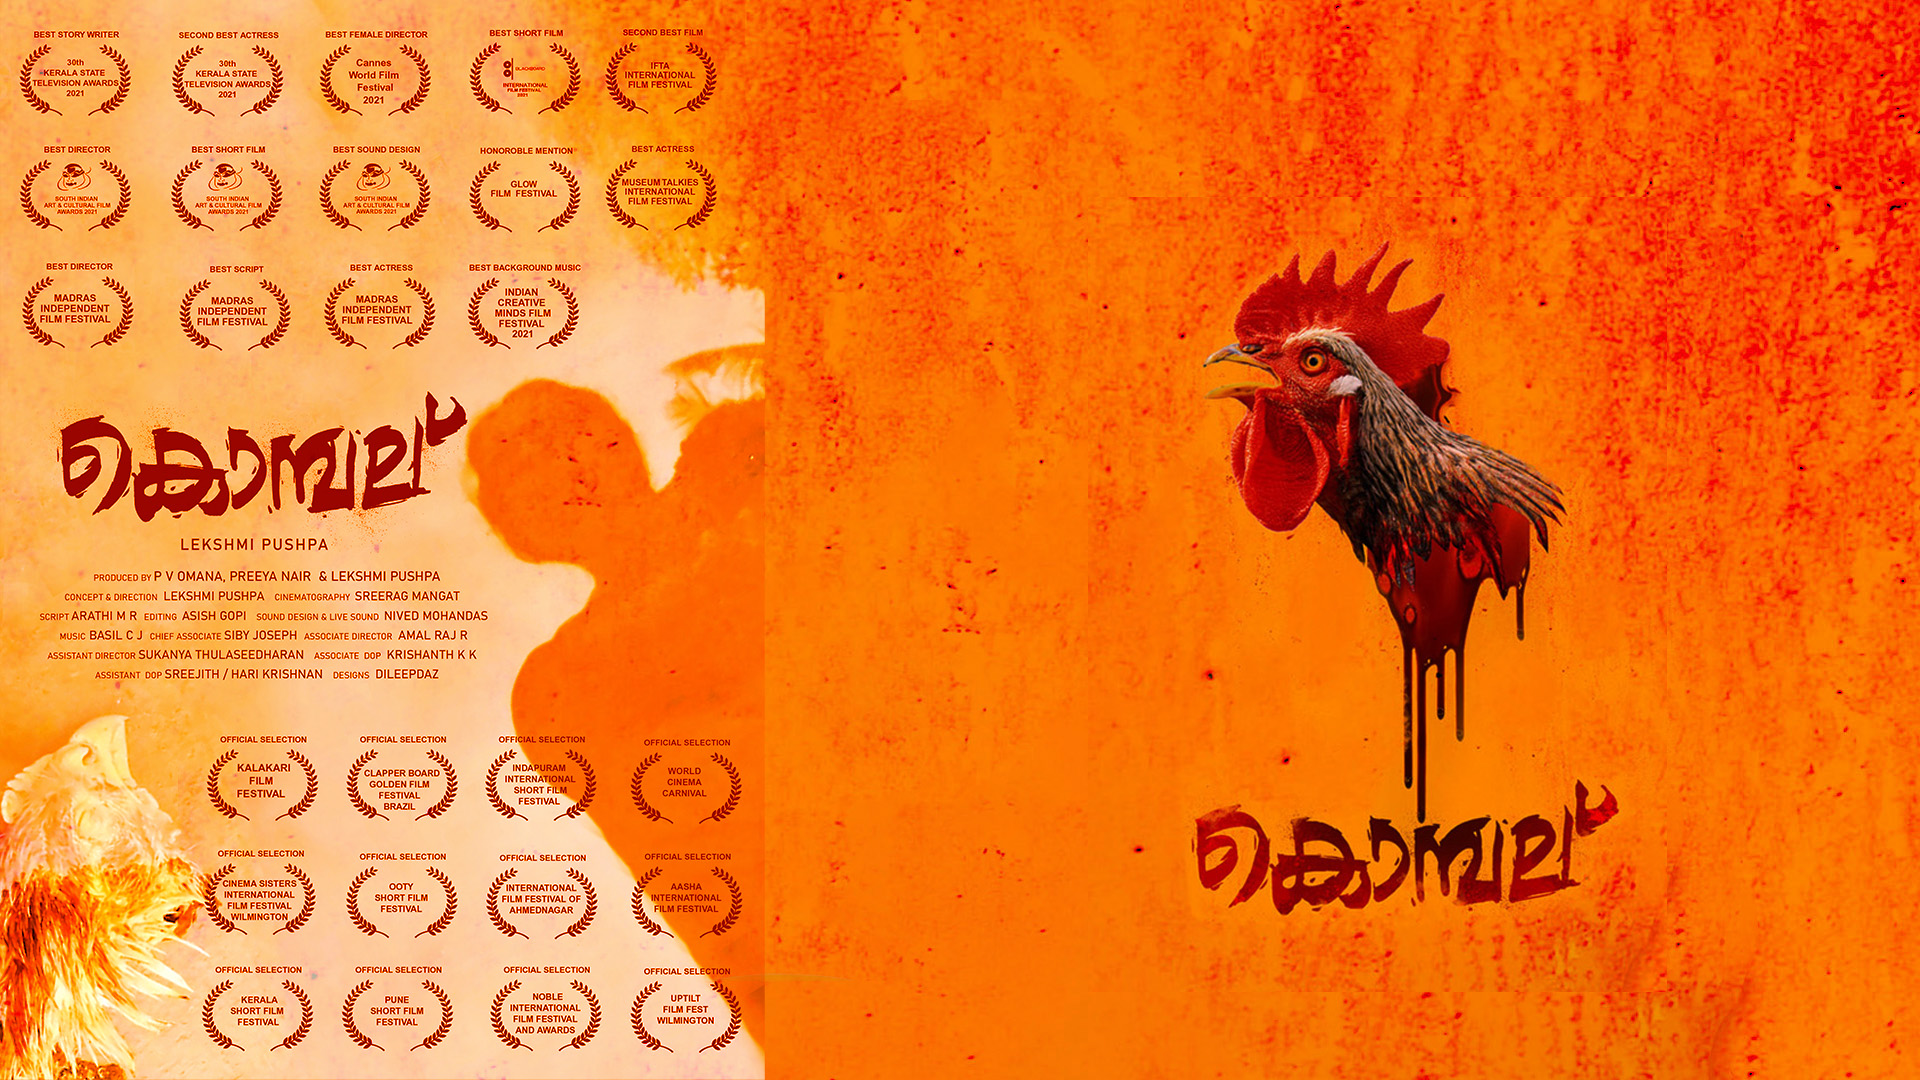 BEST STORY WRITER
30th
KERALA STATE
TELEVISION AWARDS
2021
SECOND BEST ACTRESS
30th
KERALA STATE
TELEVISION AWARDS
2021
BEST FEMALE DIRECTOR
Cannes
World Film
Festival
2021
BEST SHORT FILM
BLACKBOARD
INTERNATIONAL
FILM FESTIVAL
2021
SECOND BEST FILM
IFTA
INTERNATIONAL
FILM FESTIVAL
BEST DIRECTOR
SOUTH INDIAN
ART & CULTURAL FILM
AWARDS 2021
BEST SHORT FILM
SOUTH INDIAN
ART & CULTURAL FILM
AWARDS 2021
BEST SOUND DESIGN
SOUTH INDIAN
ART & CULTURAL FILM
AWARDS 2021
HONOROBLE MENTION
GLOW
FILM FESTIVAL
BEST ACTRESS
MUSEUM TALKIES
INTERNATIONAL
FILM FESTIVAL
BEST DIRECTOR
MADRAS
INDEPENDENT
FILM FESTIVAL
BEST SCRIPT
MADRAS
INDEPENDENT
FILM FESTIVAL
BEST ACTRESS
MADRAS
INDEPENDENT
FILM FESTIVAL
BEST BACKGROUND MUSIC
INDIAN
CREATIVE
MINDS FILM
FESTIVAL
2021
കൊമ്പല്
LEKSHMI PUSHPA
PRODUCED BY P V OMANA, PREEYA NAIR & LEKSHMI PUSHPA
CONCEPT & DIRECTION LEKSHMI PUSHPA CINEMATOGRAPHY SREERAG MANGAT
SCRIPT ARATHI M R EDITING ASISH GOPI SOUND DESIGN & LIVE SOUND NIVED MOHANDAS
MUSIC BASIL C J CHIEF ASSOCIATE SIBY JOSEPH ASSOCIATE DIRECTOR AMAL RAJ R
ASSISTANT DIRECTOR SUKANYA THULASEEDHARAN ASSOCIATE DOP KRISHANTH K K
ASSISTANT DOP SREEJITH / HARI KRISHNAN DESIGNS DILEEPDAZ
OFFICIAL SELECTION
KALAKARI
FILM
FESTIVAL
OFFICIAL SELECTION
CLAPPER BOARD
GOLDEN FILM
FESTIVAL
BRAZIL
OFFICIAL SELECTION
INDAPURAM
INTERNATIONAL
SHORT FILM
FESTIVAL
OFFICIAL SELECTION
WORLD
CINEMA
CARNIVAL
OFFICIAL SELECTION
CINEMA SISTERS
INTERNATIONAL
FILM FESTIVAL
WILMINGTON
OFFICIAL SELECTION
OOTY
SHORT FILM
FESTIVAL
OFFICIAL SELECTION
INTERNATIONAL
FILM FESTIVAL OF
AHMEDNAGAR
OFFICIAL SELECTION
AASHA
INTERNATIONAL
FILM FESTIVAL
OFFICIAL SELECTION
KERALA
SHORT FILM
FESTIVAL
OFFICIAL SELECTION
PUNE
SHORT FILM
FESTIVAL
OFFICIAL SELECTION
NOBLE
INTERNATIONAL
FILM FESTIVAL
AND AWARDS
OFFICIAL SELECTION
UPTILT
FILM FEST
WILMINGTON
കൊമ്പല്